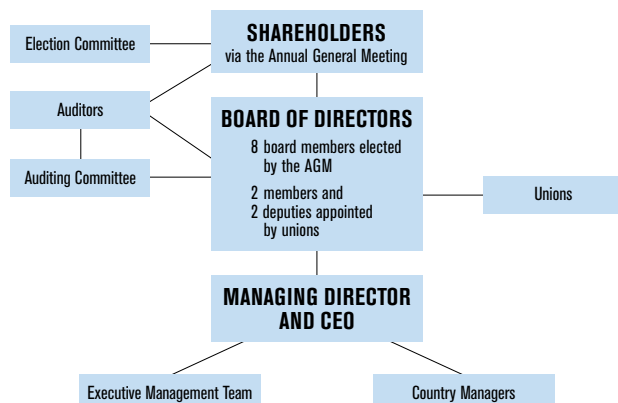 SHAREHOLDERS
via the Annual General Meeting
Election Committee
Auditors
Auditing Committee
BOARD OF DIRECTORS
8 board members elected
by the AGM
2 members and
2 deputies appointed
by unions
Unions
MANAGING DIRECTOR
AND CEO
Executive Management Team
Country Managers